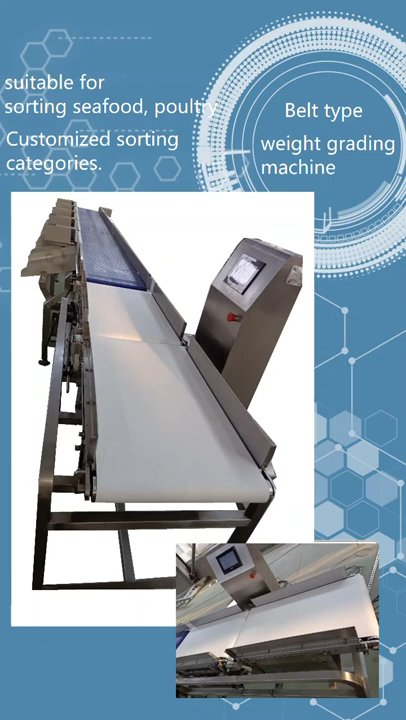 suitable for
sorting seafood, poultry
Customized sorting
categories.
Belt type
weight grading
machine